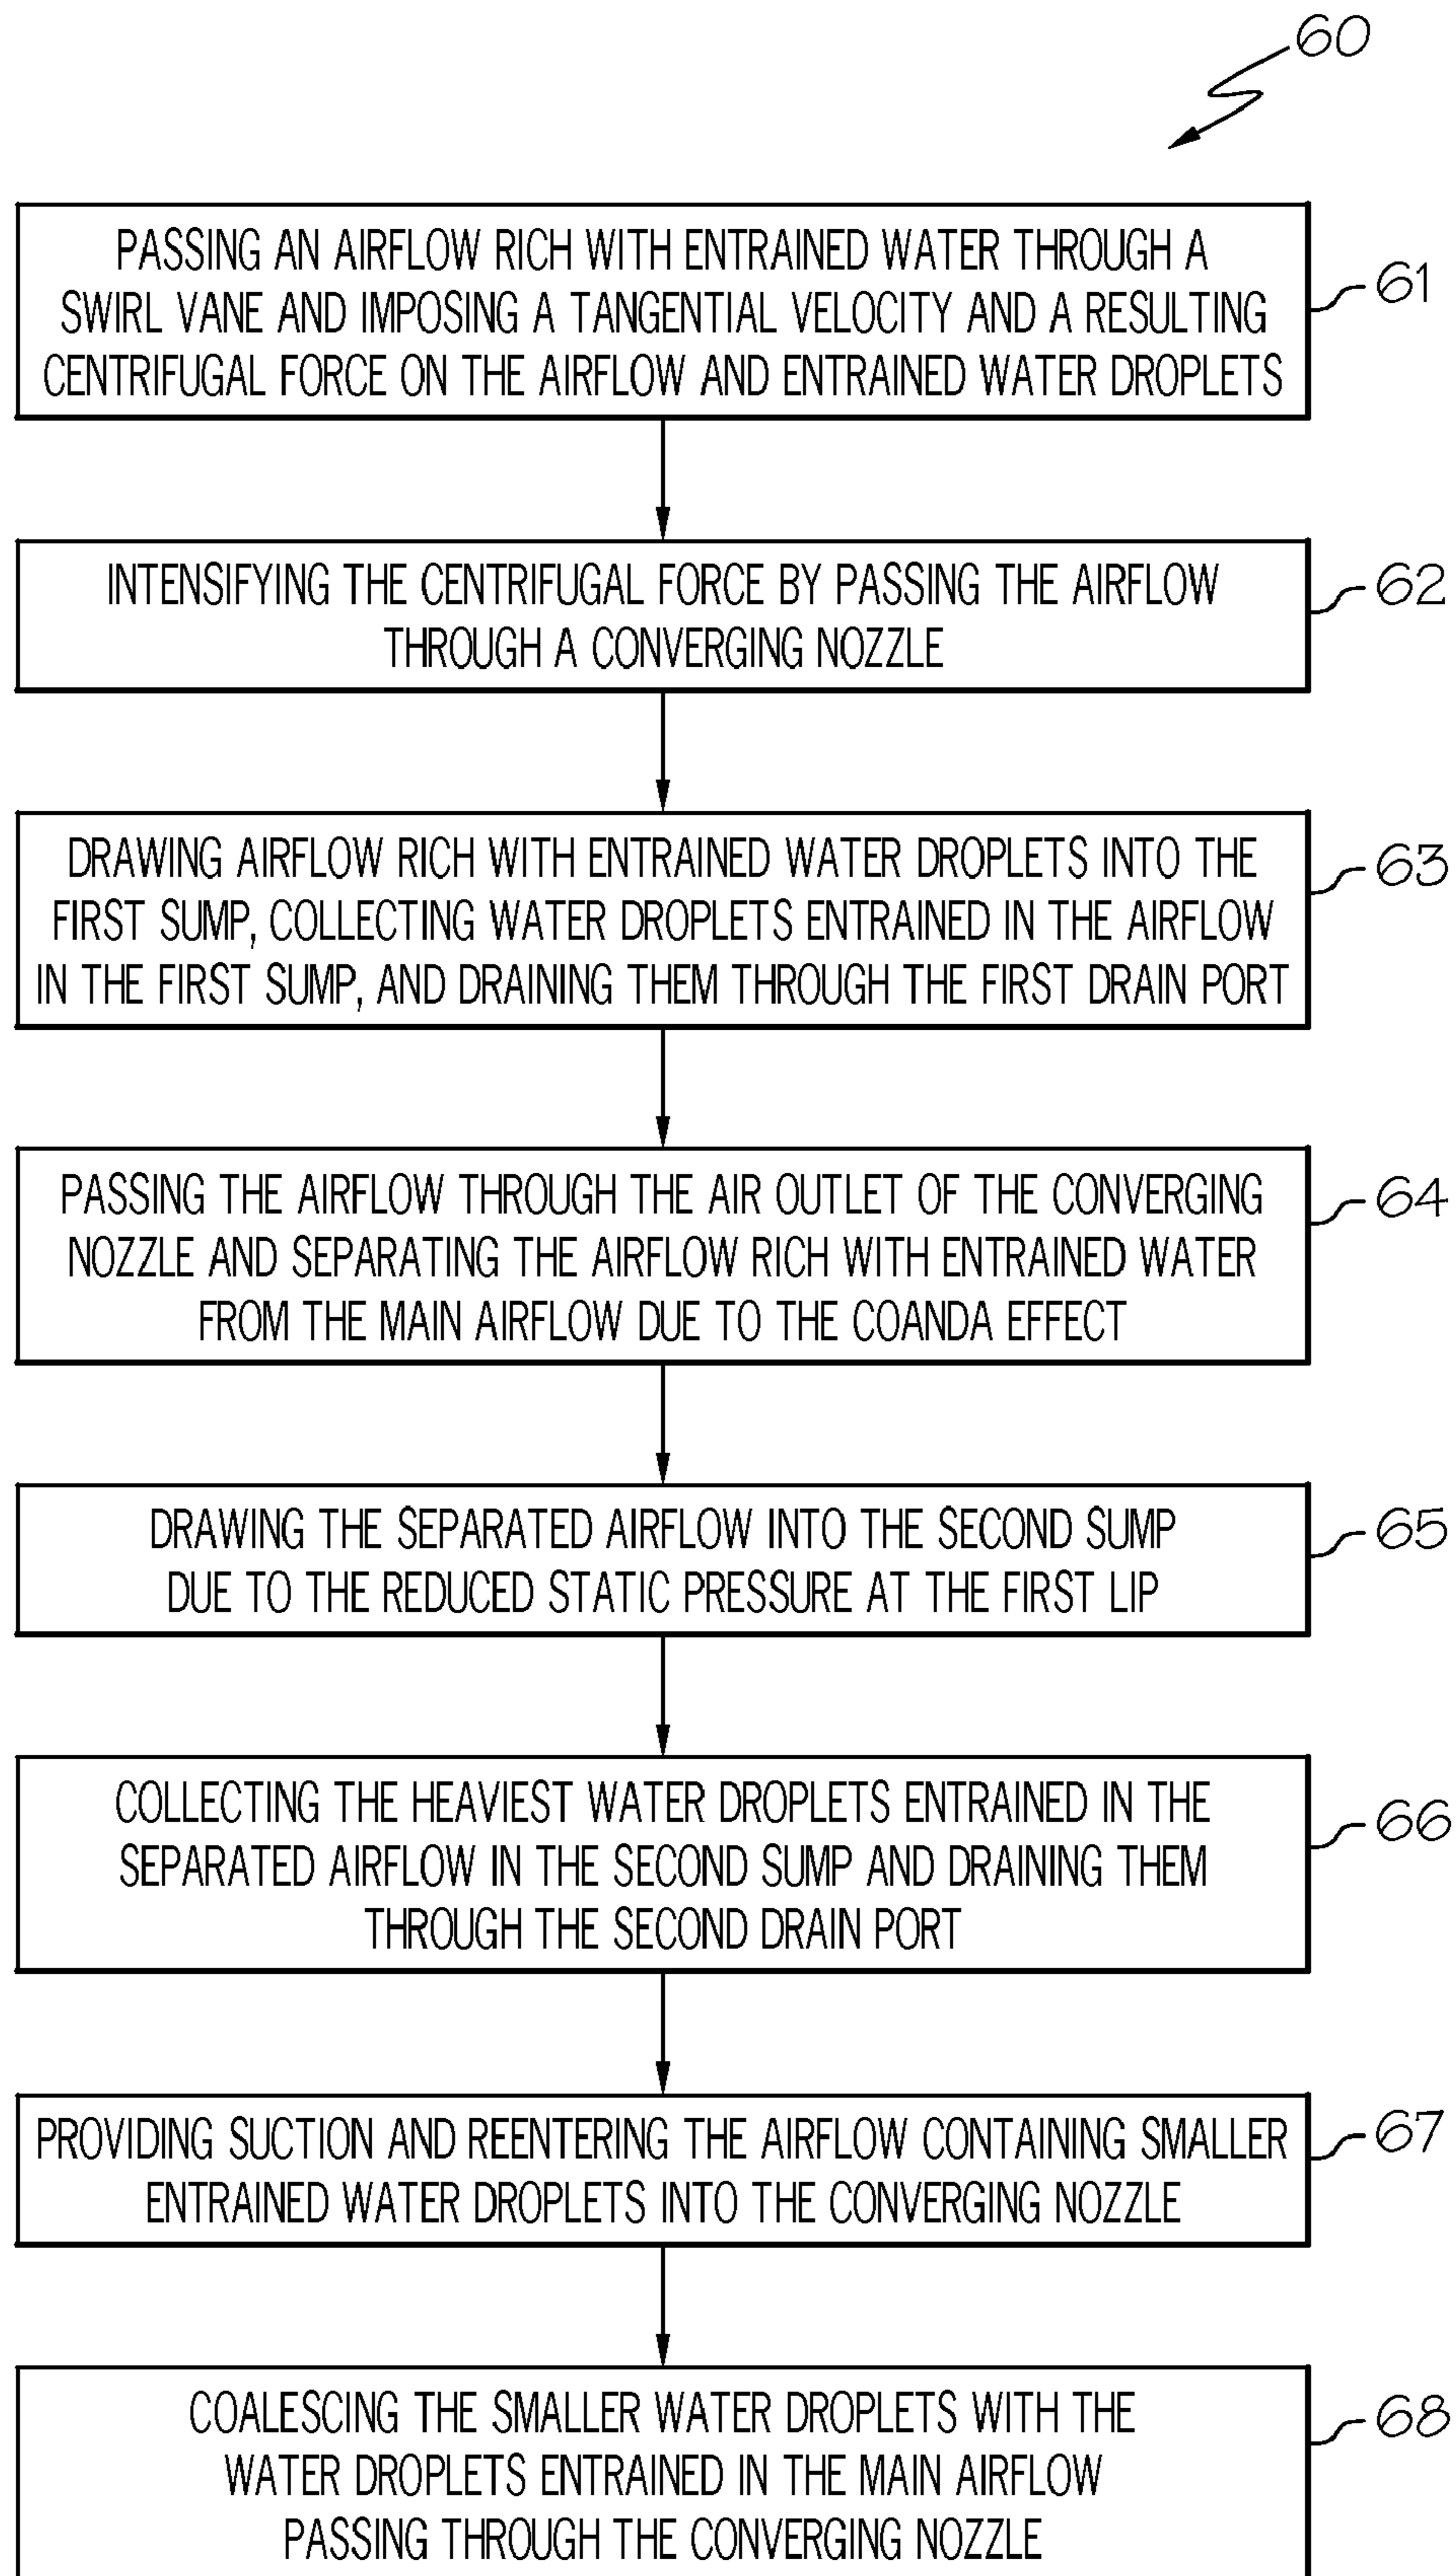 60
PASSING AN AIRFLOW RICH WITH ENTRAINED WATER THROUGH A
SWIRL VANE AND IMPOSING A TANGENTIAL VELOCITY AND A RESULTING
CENTRIFUGAL FORCE ON THE AIRFLOW AND ENTRAINED WATER DROPLETS
61
INTENSIFYING THE CENTRIFUGAL FORCE BY PASSING THE AIRFLOW
THROUGH A CONVERGING NOZZLE
62
DRAWING AIRFLOW RICH WITH ENTRAINED WATER DROPLETS INTO THE
FIRST SUMP, COLLECTING WATER DROPLETS ENTRAINED IN THE AIRFLOW
IN THE FIRST SUMP, AND DRAINING THEM THROUGH THE FIRST DRAIN PORT
63
PASSING THE AIRFLOW THROUGH THE AIR OUTLET OF THE CONVERGING
NOZZLE AND SEPARATING THE AIRFLOW RICH WITH ENTRAINED WATER
FROM THE MAIN AIRFLOW DUE TO THE COANDA EFFECT
64
DRAWING THE SEPARATED AIRFLOW INTO THE SECOND SUMP
DUE TO THE REDUCED STATIC PRESSURE AT THE FIRST LIP
65
COLLECTING THE HEAVIEST WATER DROPLETS ENTRAINED IN THE
SEPARATED AIRFLOW IN THE SECOND SUMP AND DRAINING THEM
THROUGH THE SECOND DRAIN PORT
66
PROVIDING SUCTION AND REENTERING THE AIRFLOW CONTAINING SMALLER
ENTRAINED WATER DROPLETS INTO THE CONVERGING NOZZLE
67
COALESCING THE SMALLER WATER DROPLETS WITH THE
WATER DROPLETS ENTRAINED IN THE MAIN AIRFLOW
PASSING THROUGH THE CONVERGING NOZZLE
68